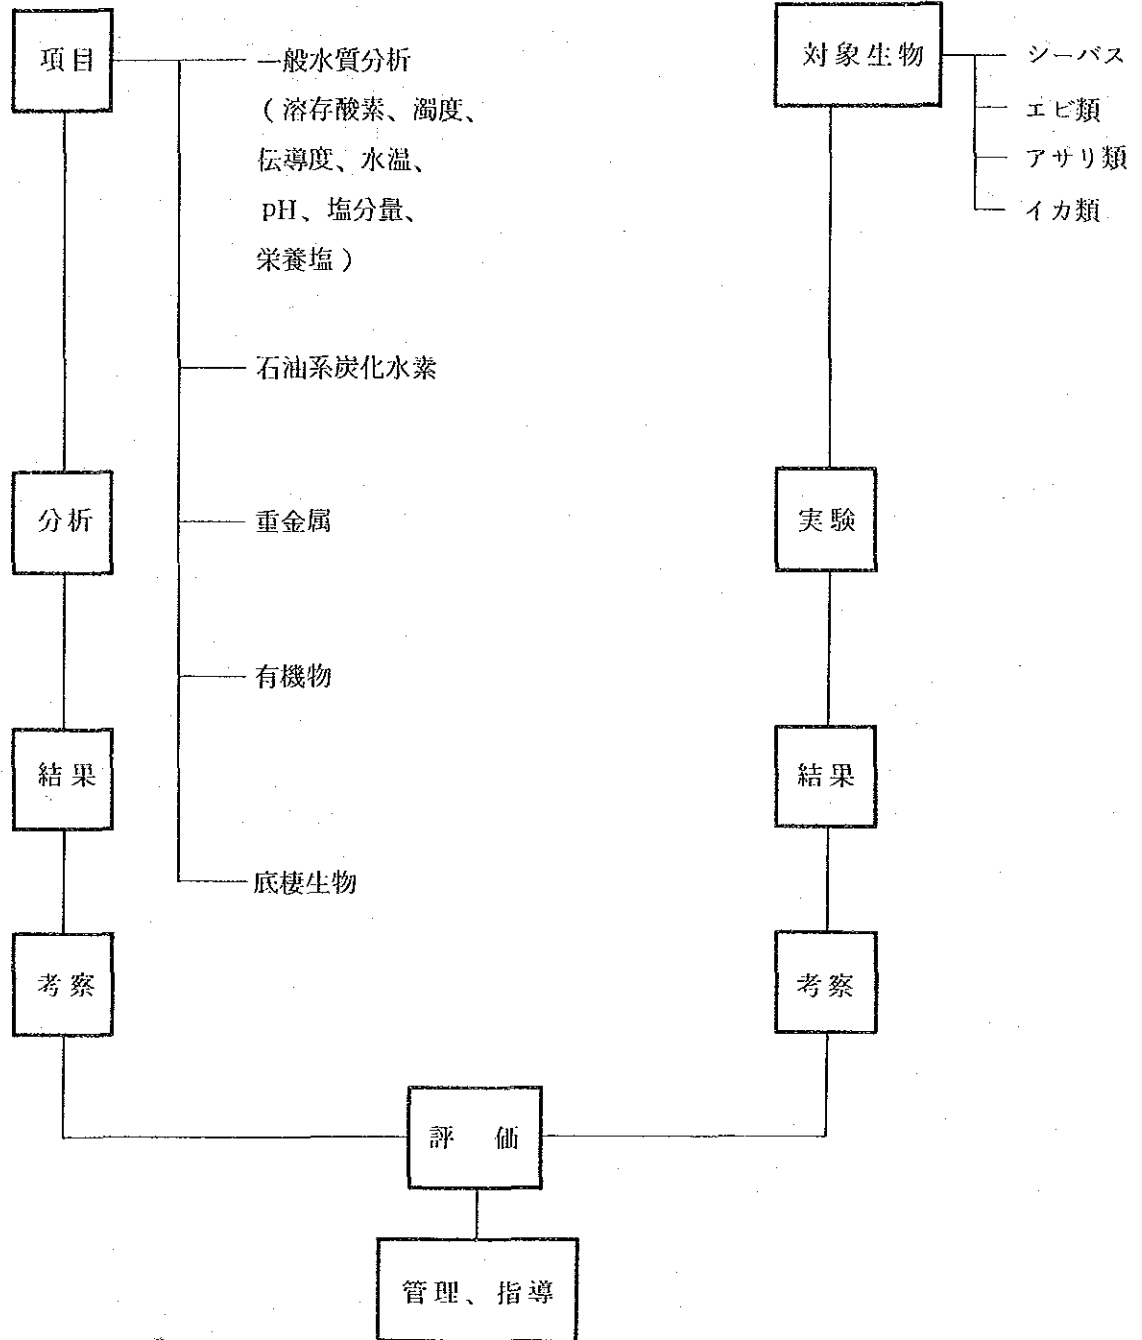 項目
一般水質分析
(溶存酸素、濁度、
伝導度、水温、
pH、塩分量、
栄養塩)
石油系炭化水素
分析
重金属
有機物
結果
底棲生物
考察
対象生物
シーバス
エビ類
アサリ類
イカ類
実験
結果
考察
評 価
管理、指導